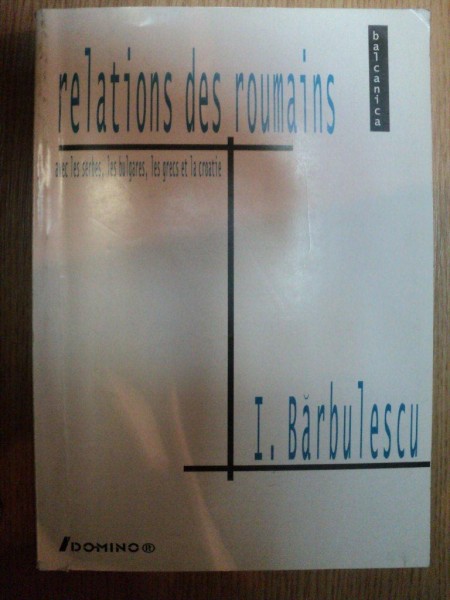 balcanica
relations des roumains
avec les serbes, les bulgares, les grecs et la croatie
I. Bărbulescu
DOMINO®